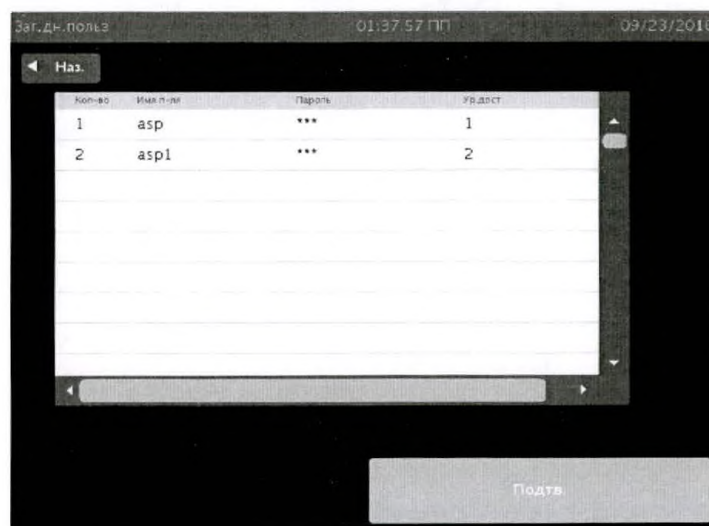 Заг.дн.польз 01:37:57 ПП 09/23/2016
Наз.
Кол-во Имя п-ля Пароль Ур.дост
1 asp *** 1
2 asp1 *** 2
Подтв.